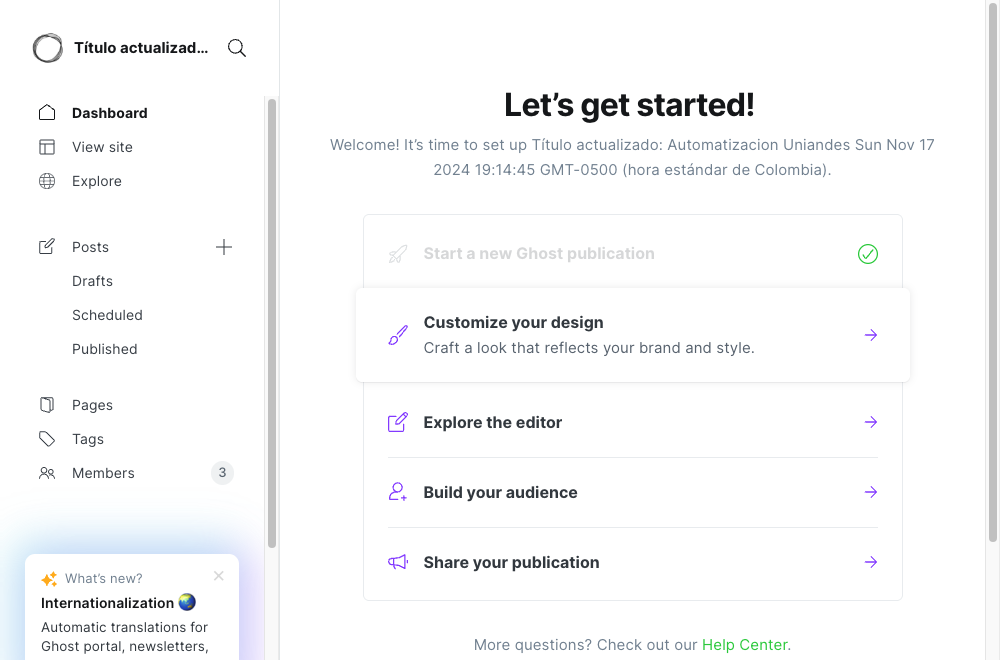 Título actualizad...
Dashboard
View site
Explore
Posts
Drafts
Scheduled
Published
Pages
Tags
Members
3
What's new?
Internationalization 🌏
Automatic translations for
Ghost portal, newsletters,
Let's get started!
Welcome! It's time to set up Título actualizado: Automatizacion Uniandes Sun Nov 17
2024 19:14:45 GMT-0500 (hora estándar de Colombia).
Start a new Ghost publication
Customize your design
Craft a look that reflects your brand and style.
Explore the editor
Build your audience
Share your publication
More questions? Check out our Help Center.